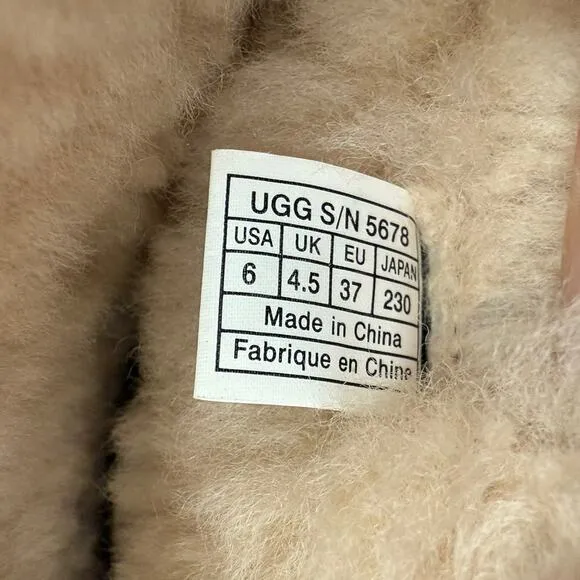 UGG S/N 5678
USA UK EU JAPAN
6 4.5 37 230
Made in China
Fabrique en Chine